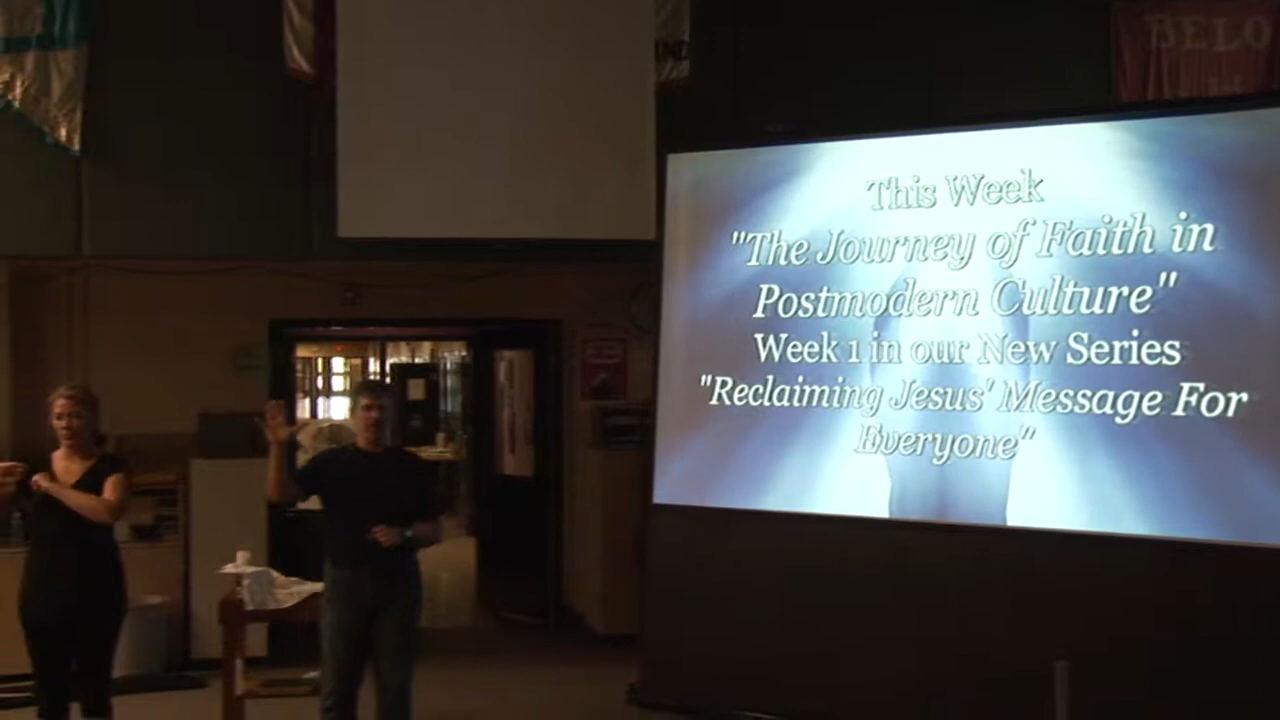 BELO
This Week
"The Journey of Faith in
Postmodern Culture"
Week 1 in our New Series
"Reclaiming Jesus' Message For
Everyone"